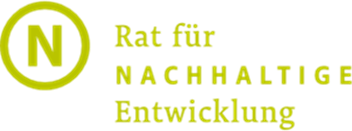 N
Rat für
NACHHALTIGE
Entwicklung